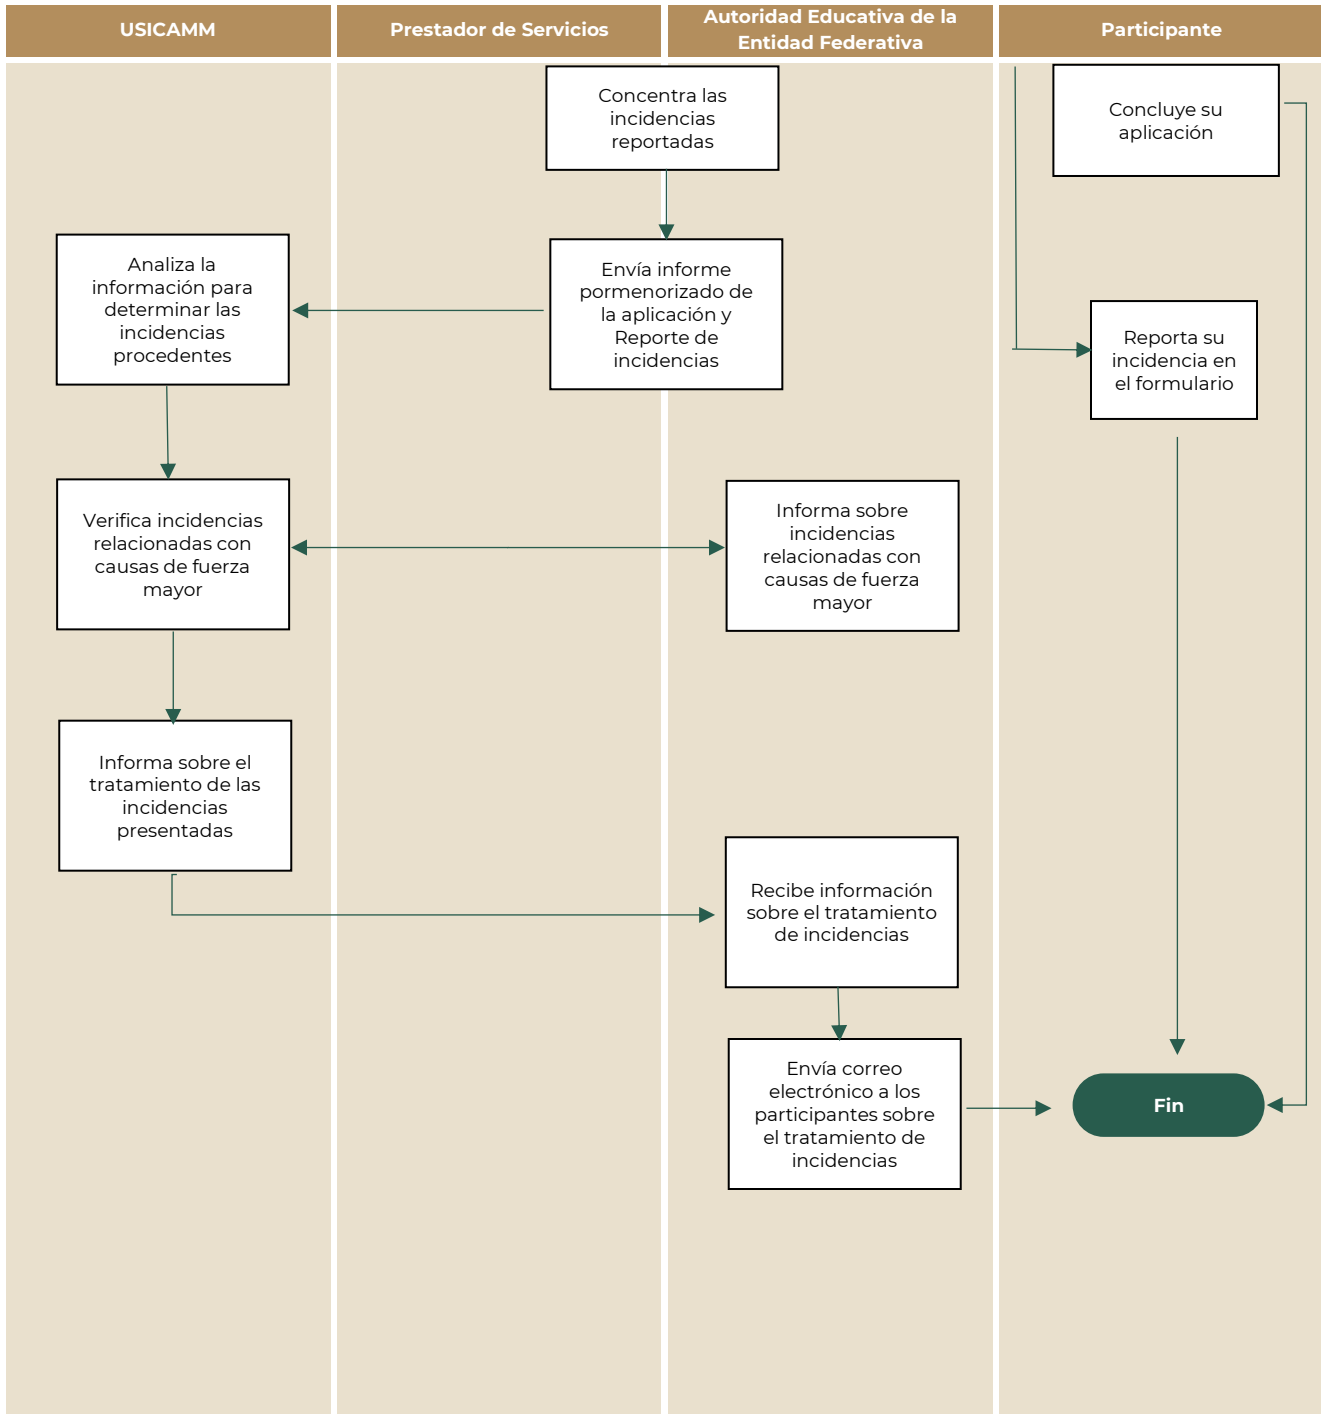 USICAMM
Prestador de Servicios
Autoridad Educativa de la
Entidad Federativa
Participante
Concentra las
incidencias
reportadas
Concluye su
aplicación
Analiza la
información para
determinar las
incidencias
procedentes
Envía informe
pormenorizado de
la aplicación y
Reporte de
incidencias
Reporta su
incidencia en
el formulario
Verifica incidencias
relacionadas con
causas de fuerza
mayor
Informa sobre
incidencias
relacionadas con
causas de fuerza
mayor
Informa sobre el
tratamiento de las
incidencias
presentadas
Recibe información
sobre el tratamiento
de incidencias
Envía correo
electrónico a los
participantes sobre
el tratamiento de
incidencias
Fin